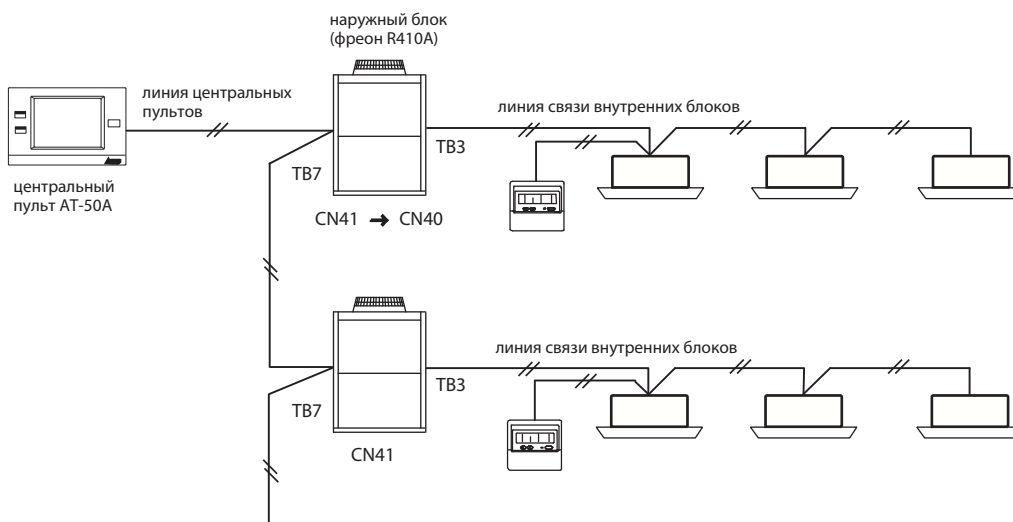 наружный блок
(фреон R410A)
линия центральных
пультов
линия связи внутренних блоков
TB7
TB3
центральный
пульт AT-50A
CN41 → CN40
линия связи внутренних блоков
TB7
TB3
CN41